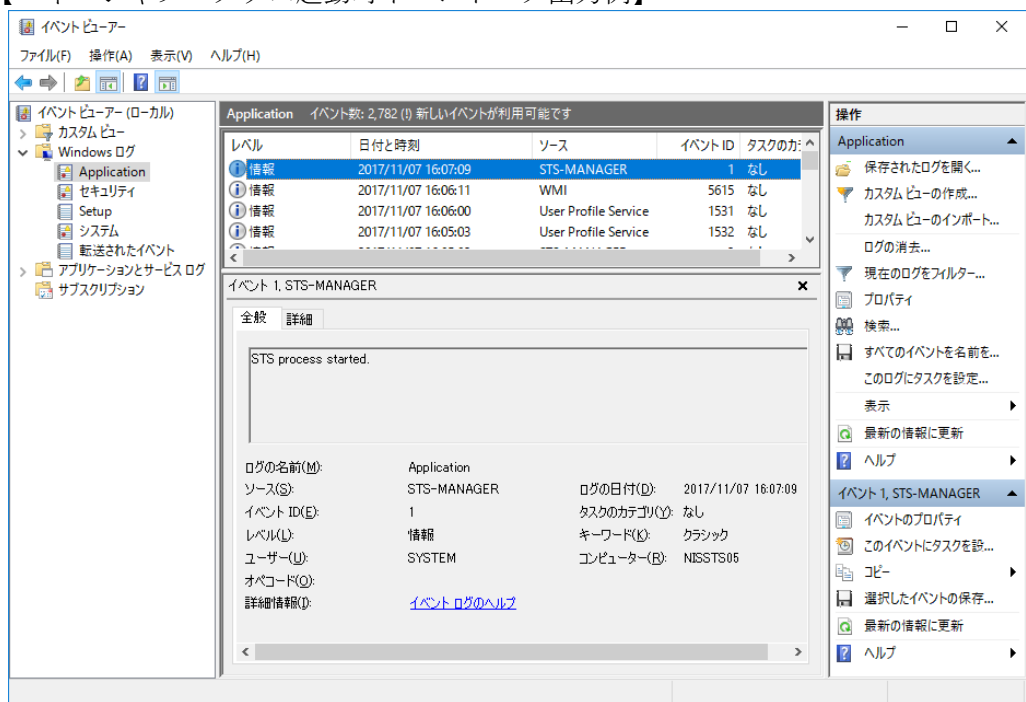 イベント ビューアー
ファイル(F) 操作(A) 表示(V) ヘルプ(H)
イベント ビューアー (ローカル)
カスタム ビュー
Windows ログ
Application
セキュリティ
Setup
システム
転送されたイベント
アプリケーションとサービス ログ
サブスクリプション
Application イベント数: 2,782 (!) 新しいイベントが利用可能です
レベル 日付と時刻 ソース イベント ID タスクのカ
情報 2017/11/07 16:07:09 STS-MANAGER 1 なし
情報 2017/11/07 16:06:11 WMI 5615 なし
情報 2017/11/07 16:06:00 User Profile Service 1531 なし
情報 2017/11/07 16:05:03 User Profile Service 1532 なし
イベント 1, STS-MANAGER
全般 詳細
STS process started.
ログの名前(M): Application
ソース(S): STS-MANAGER ログの日付(D): 2017/11/07 16:07:09
イベント ID(E): 1 タスクのカテゴリ(Y): なし
レベル(L): 情報 キーワード(K): クラシック
ユーザー(U): SYSTEM コンピューター(R): NISSTS05
オペコード(O):
詳細情報(I): イベント ログのヘルプ
操作
Application
保存されたログを開く...
カスタム ビューの作成...
カスタム ビューのインポート...
ログの消去...
現在のログをフィルター...
プロパティ
検索...
すべてのイベントを名前を...
このログにタスクを設定...
表示
最新の情報に更新
ヘルプ
イベント 1, STS-MANAGER
イベントのプロパティ
このイベントにタスクを設...
コピー
選択したイベントの保存...
最新の情報に更新
ヘルプ